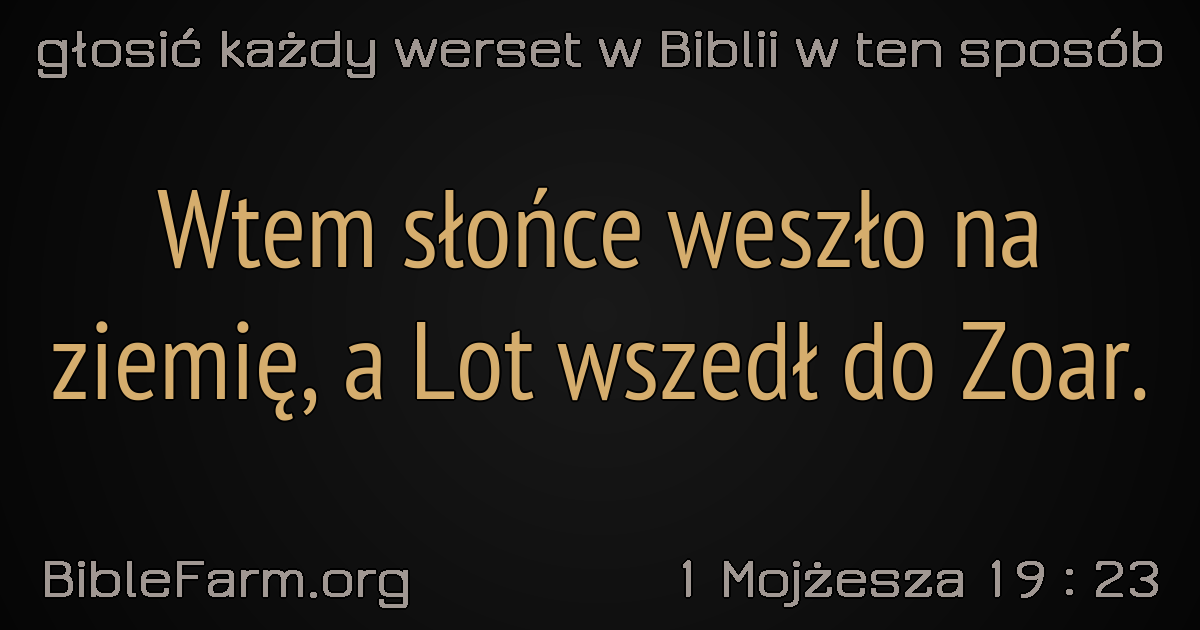 głosić każdy werset w Biblii w ten sposób
Wtem słońce weszło na
ziemię, a Lot wszedł do Zoar.
BibleFarm.org
1 Mojżesza 19 : 23